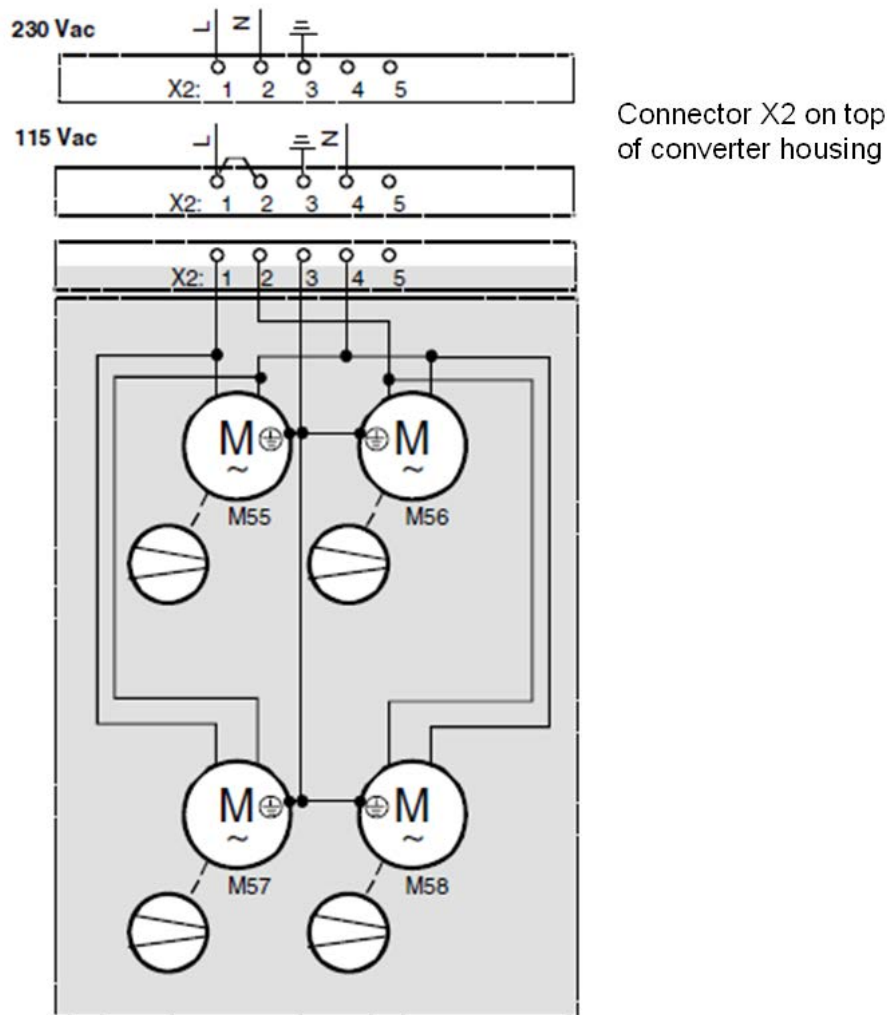 230 Vac
L N
X2: 1 2 3 4 5
Connector X2 on top
of converter housing
115 Vac
L N
X2: 1 2 3 4 5
X2: 1 2 3 4 5
M ~ M ~
M55 M56
M ~ M ~
M57 M58